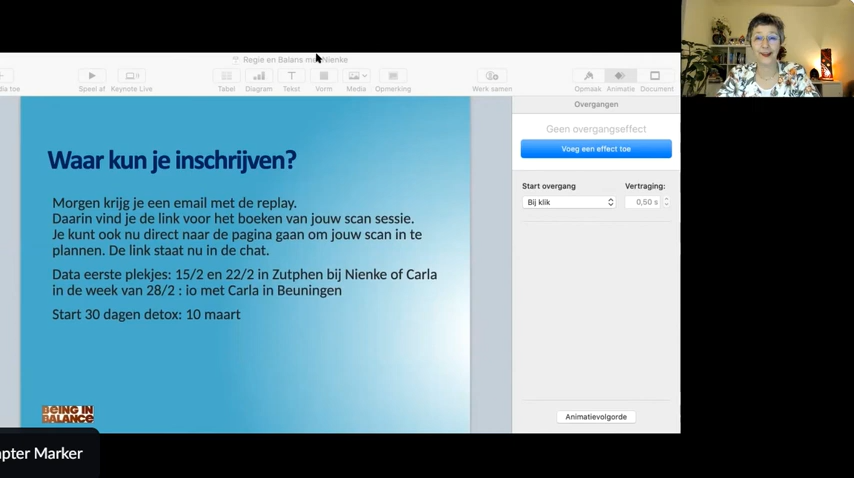 Regie en Balans met Nienke
dia toe
Speel af
Keynote Live
Tabel
Diagram
Tekst
Vorm
Media
Opmerking
Werk samen
Opmaak
Animatie
Document
Overgangen
Geen overgangseffect
Voeg een effect toe
Start overgang
Vertraging:
Bij klik
0,50 s
Waar kun je inschrijven?
Morgen krijg je een email met de replay.
Daarin vind je de link voor het boeken van jouw scan sessie.
Je kunt ook nu direct naar de pagina gaan om jouw scan in te
plannen. De link staat nu in de chat.
Data eerste plekjes: 15/2 en 22/2 in Zutphen bij Nienke of Carla
in de week van 28/2 : io met Carla in Beuningen
Start 30 dagen detox: 10 maart
BEING IN
BALANCE
Animatievolgorde
apter Marker